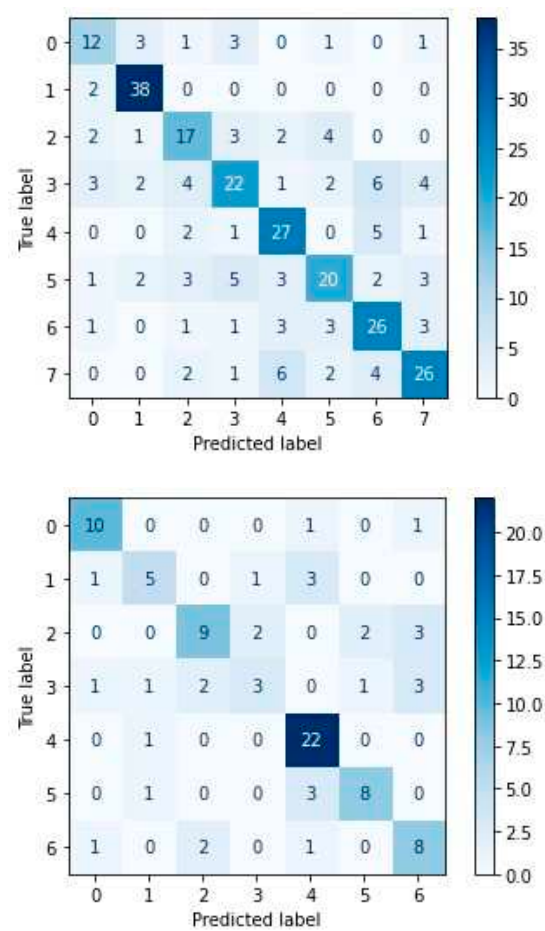 0 12 3 1 3 0 1 0 1
1 2 38 0 0 0 0 0 0
2 2 1 17 3 2 4 0 0
3 3 2 4 22 1 2 6 4
4 0 0 2 1 27 0 5 1
5 1 2 3 5 3 20 2 3
6 1 0 1 1 3 3 26 3
7 0 0 2 1 6 2 4 26
0 1 2 3 4 5 6 7
Predicted label
True label
35
30
25
20
15
10
5
0
0 10 0 0 0 1 0 1
1 1 5 0 1 3 0 0
2 0 0 9 2 0 2 3
3 1 1 2 3 0 1 3
4 0 1 0 0 22 0 0
5 0 1 0 0 3 8 0
6 1 0 2 0 1 0 8
0 1 2 3 4 5 6
Predicted label
True label
20.0
17.5
15.0
12.5
10.0
7.5
5.0
2.5
0.0